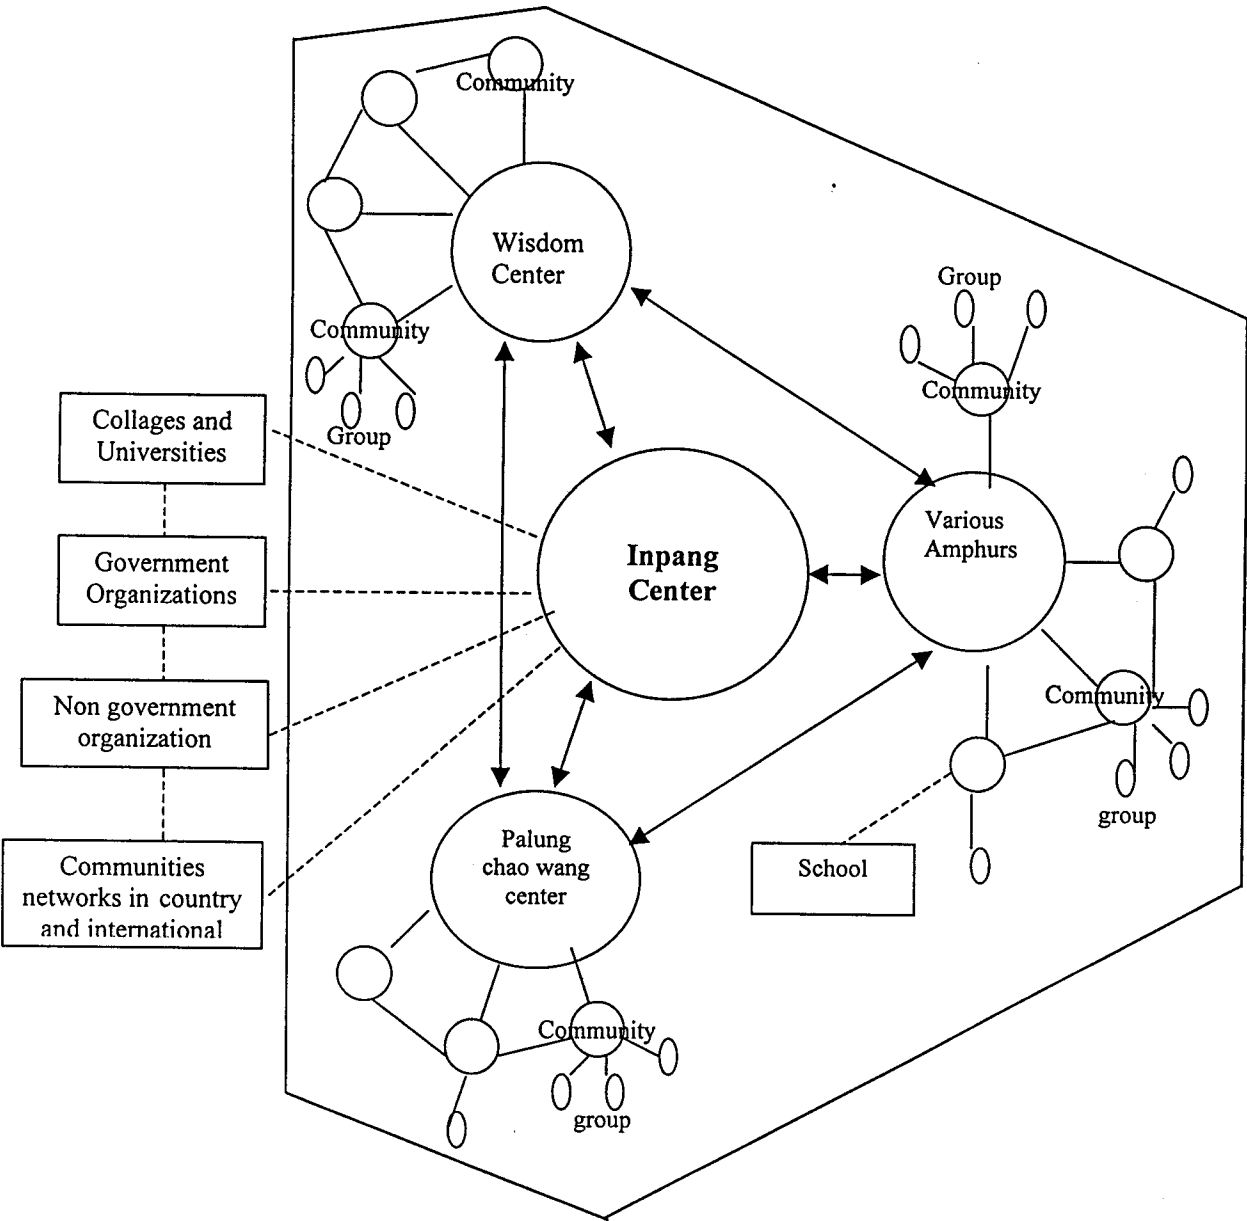 Community
Wisdom
Center
Group
Community
Community
Group
Collages and
Universities
Various
Amphurs
Government
Organizations
Inpang
Center
Non government
organization
Community
group
Palung
chao wang
center
School
Communities
networks in country
and international
Community
group